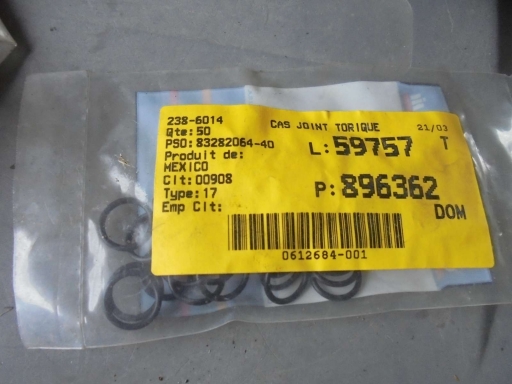 238-6014
Qte: 50
PSO: 83282064-40
Produit de:
MEXICO
Clt: 00908
Type: 17
Emp Clt:
CAS JOINT TORIQUE
21/03
L: 59757 T
P: 896362
DOM
0612684-001